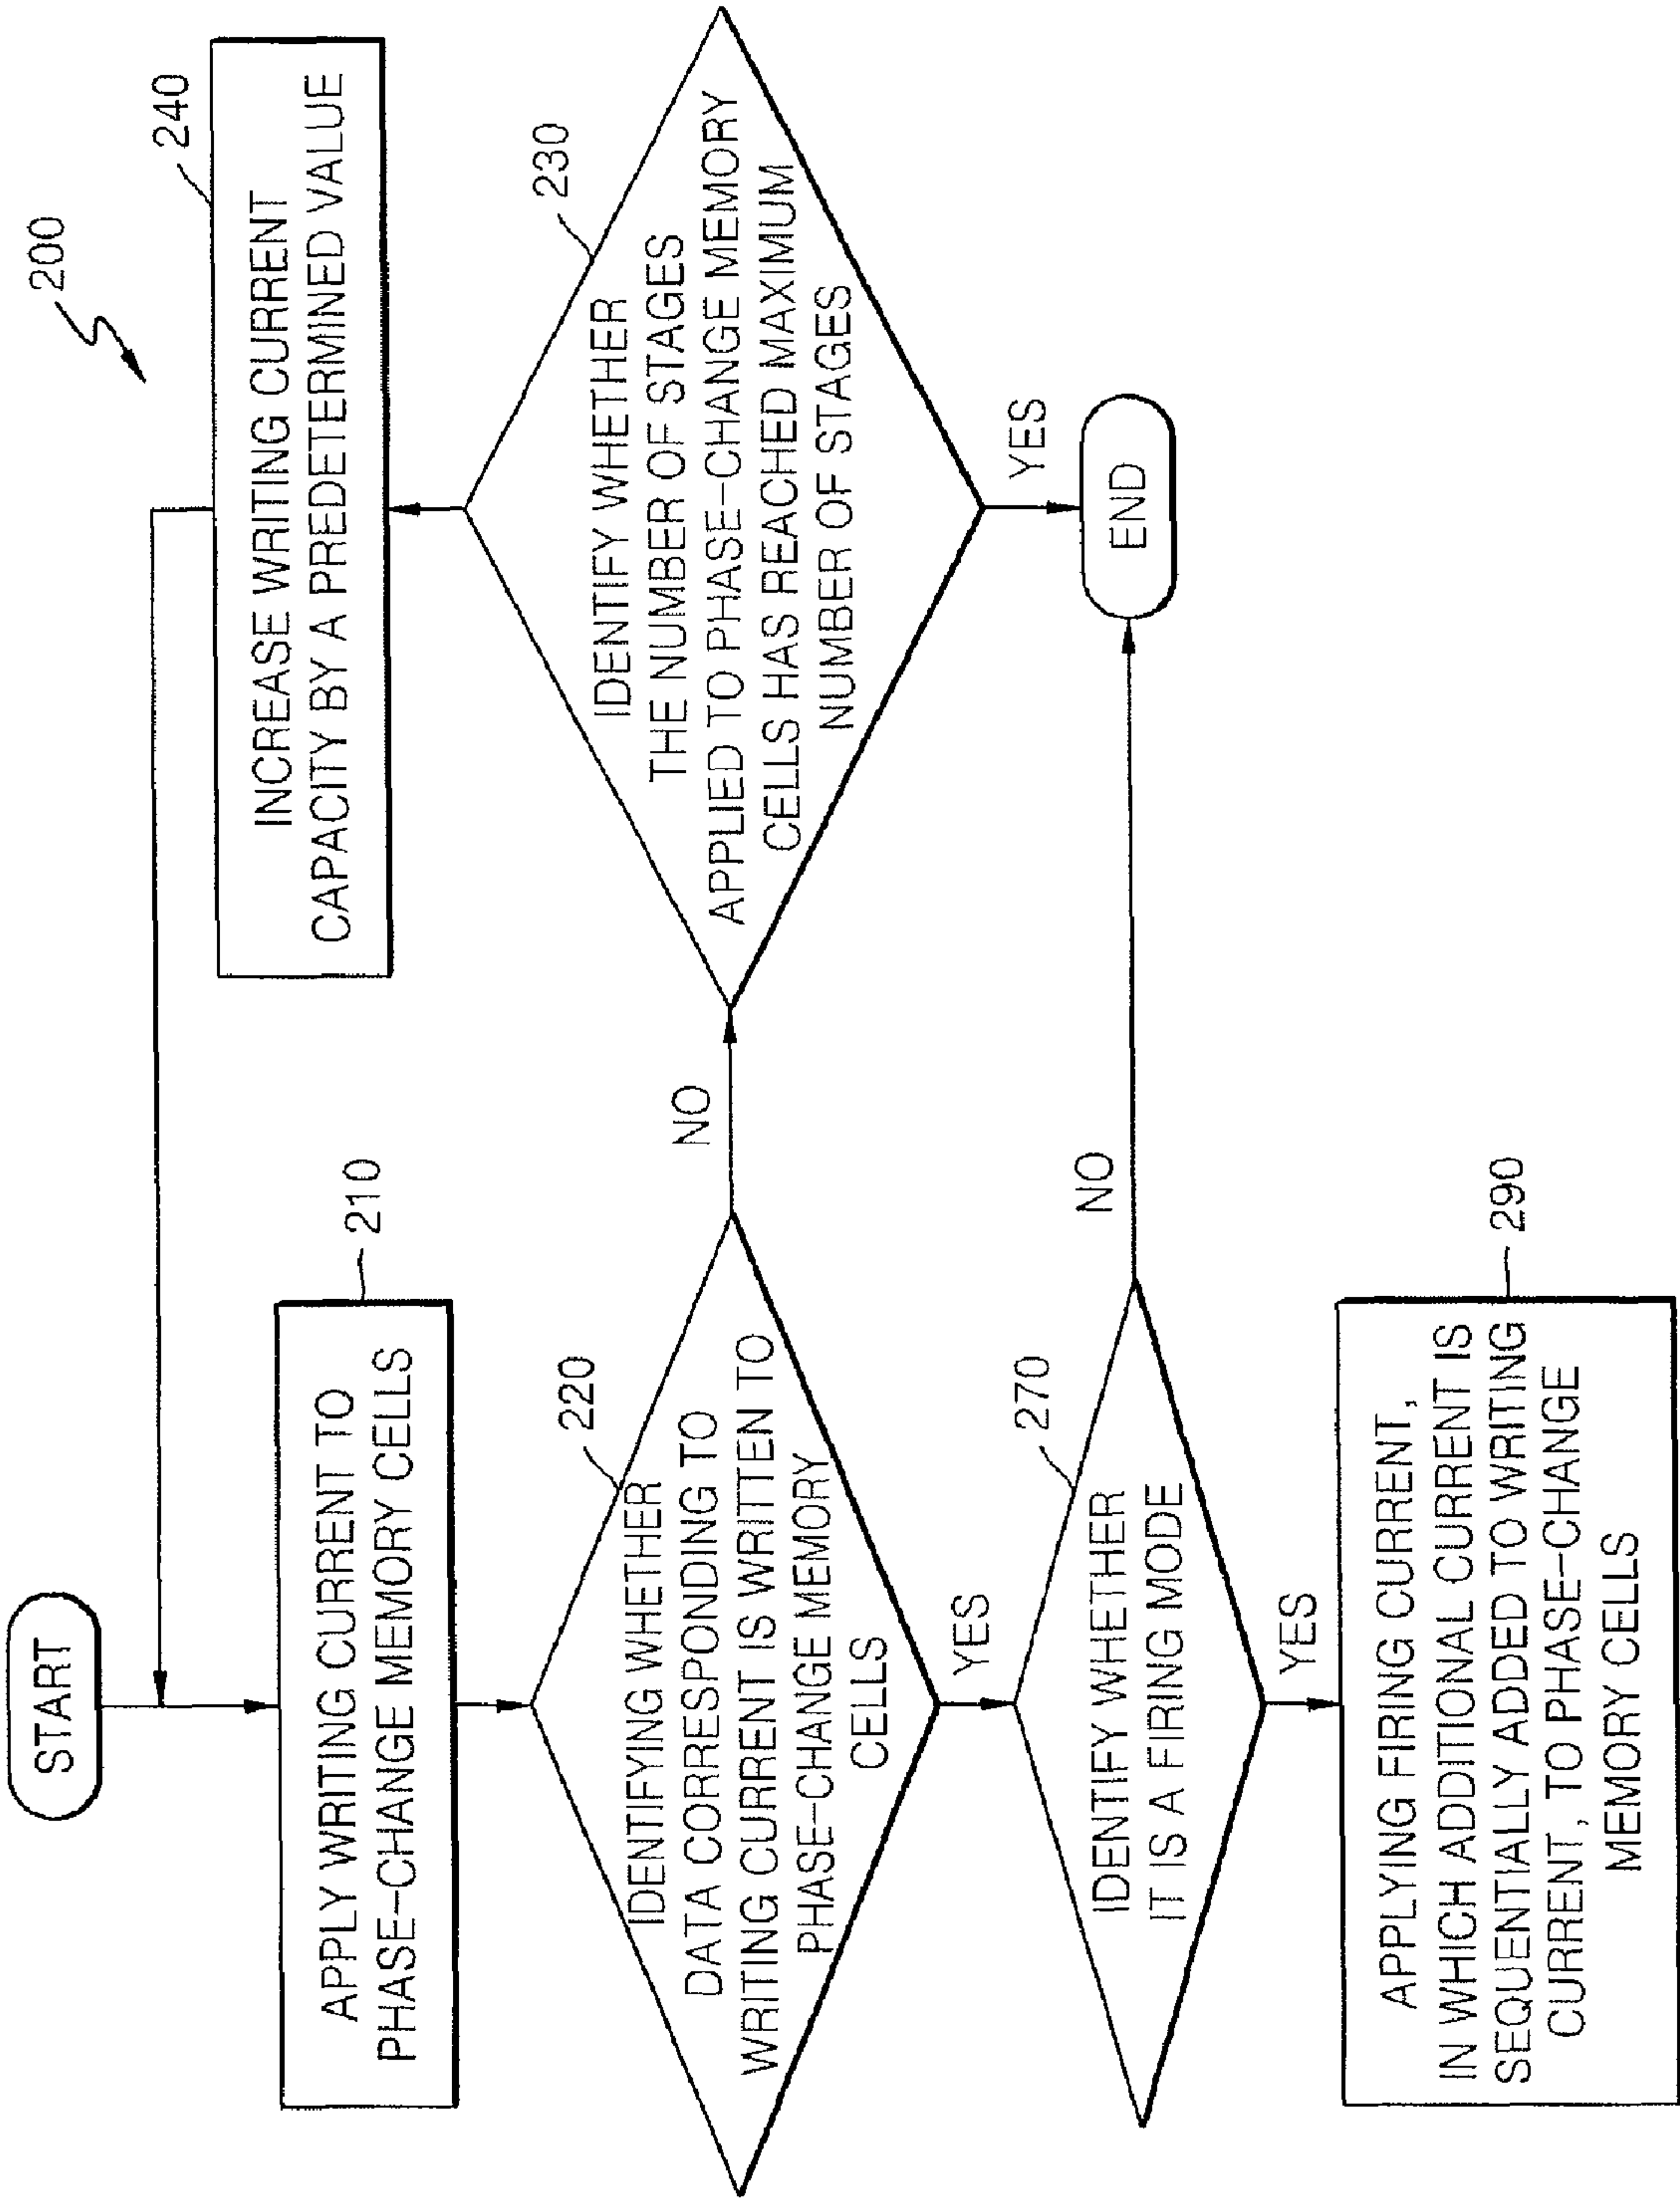 200
START
APPLY WRITING CURRENT TO
PHASE-CHANGE MEMORY CELLS
210
IDENTIFYING WHETHER
DATA CORRESPONDING TO
WRITING CURRENT IS WRITTEN TO
PHASE-CHANGE MEMORY
CELLS
220
NO
YES
INCREASE WRITING CURRENT
CAPACITY BY A PREDETERMINED VALUE
240
IDENTIFY WHETHER
THE NUMBER OF STAGES
APPLIED TO PHASE-CHANGE MEMORY
CELLS HAS REACHED MAXIMUM
NUMBER OF STAGES
230
YES
END
IDENTIFY WHETHER
IT IS A FIRING MODE
270
NO
YES
APPLYING FIRING CURRENT,
IN WHICH ADDITIONAL CURRENT IS
SEQUENTIALLY ADDED TO WRITING
CURRENT, TO PHASE-CHANGE
MEMORY CELLS
290